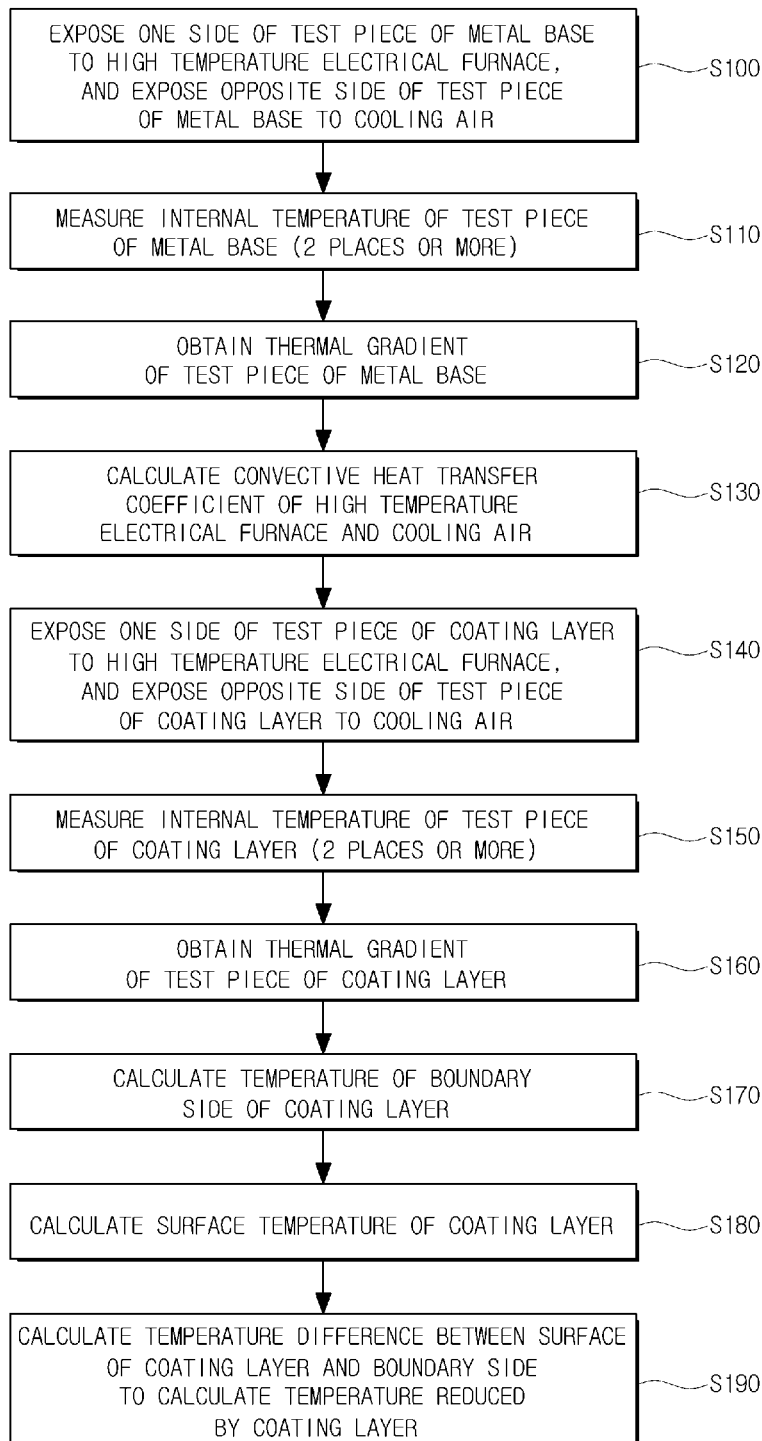 EXPOSE ONE SIDE OF TEST PIECE OF METAL BASE
TO HIGH TEMPERATURE ELECTRICAL FURNACE,
AND EXPOSE OPPOSITE SIDE OF TEST PIECE
OF METAL BASE TO COOLING AIR
S100
MEASURE INTERNAL TEMPERATURE OF TEST PIECE
OF METAL BASE (2 PLACES OR MORE)
S110
OBTAIN THERMAL GRADIENT
OF TEST PIECE OF METAL BASE
S120
CALCULATE CONVECTIVE HEAT TRANSFER
COEFFICIENT OF HIGH TEMPERATURE
ELECTRICAL FURNACE AND COOLING AIR
S130
EXPOSE ONE SIDE OF TEST PIECE OF COATING LAYER
TO HIGH TEMPERATURE ELECTRICAL FURNACE,
AND EXPOSE OPPOSITE SIDE OF TEST PIECE
OF COATING LAYER TO COOLING AIR
S140
MEASURE INTERNAL TEMPERATURE OF TEST PIECE
OF COATING LAYER (2 PLACES OR MORE)
S150
OBTAIN THERMAL GRADIENT
OF TEST PIECE OF COATING LAYER
S160
CALCULATE TEMPERATURE OF BOUNDARY
SIDE OF COATING LAYER
S170
CALCULATE SURFACE TEMPERATURE OF COATING LAYER
S180
CALCULATE TEMPERATURE DIFFERENCE BETWEEN SURFACE
OF COATING LAYER AND BOUNDARY SIDE
TO CALCULATE TEMPERATURE REDUCED
BY COATING LAYER
S190